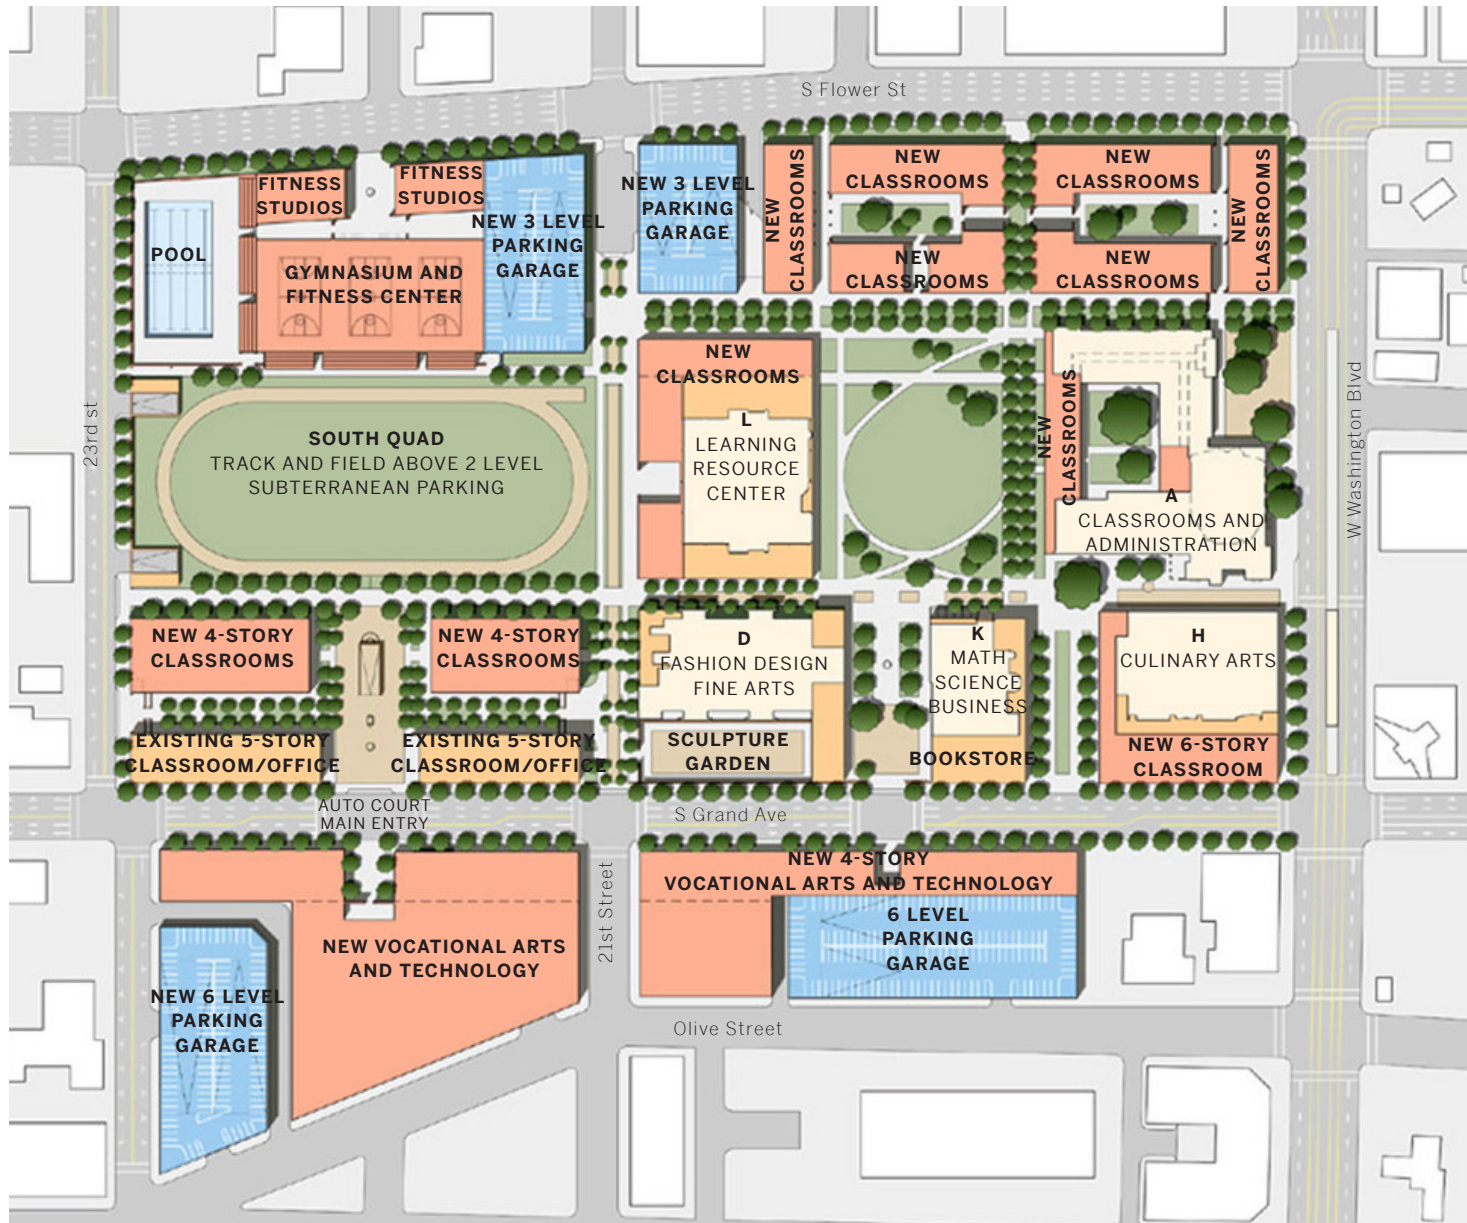 S Flower St
FITNESS
STUDIOS
FITNESS
STUDIOS
NEW 3 LEVEL
PARKING
GARAGE
NEW 3 LEVEL
PARKING
GARAGE
NEW
CLASSROOMS
NEW
CLASSROOMS
NEW
CLASSROOMS
NEW
CLASSROOMS
POOL
GYMNASIUM AND
FITNESS CENTER
NEW
CLASSROOMS
NEW
CLASSROOMS
23rd st
SOUTH QUAD
TRACK AND FIELD ABOVE 2 LEVEL
SUBTERRANEAN PARKING
NEW
CLASSROOMS
L
LEARNING
RESOURCE
CENTER
NEW
CLASSROOMS
A
CLASSROOMS AND
ADMINISTRATION
W Washington Blvd
NEW 4-STORY
CLASSROOMS
NEW 4-STORY
CLASSROOMS
D
FASHION DESIGN
FINE ARTS
K
MATH
SCIENCE
BUSINESS
H
CULINARY ARTS
EXISTING 5-STORY
CLASSROOM/OFFICE
EXISTING 5-STORY
CLASSROOM/OFFICE
SCULPTURE
GARDEN
BOOKSTORE
NEW 6-STORY
CLASSROOM
AUTO COURT
MAIN ENTRY
S Grand Ave
NEW VOCATIONAL ARTS
AND TECHNOLOGY
21st Street
NEW 4-STORY
VOCATIONAL ARTS AND TECHNOLOGY
6 LEVEL
PARKING
GARAGE
NEW 6 LEVEL
PARKING
GARAGE
Olive Street